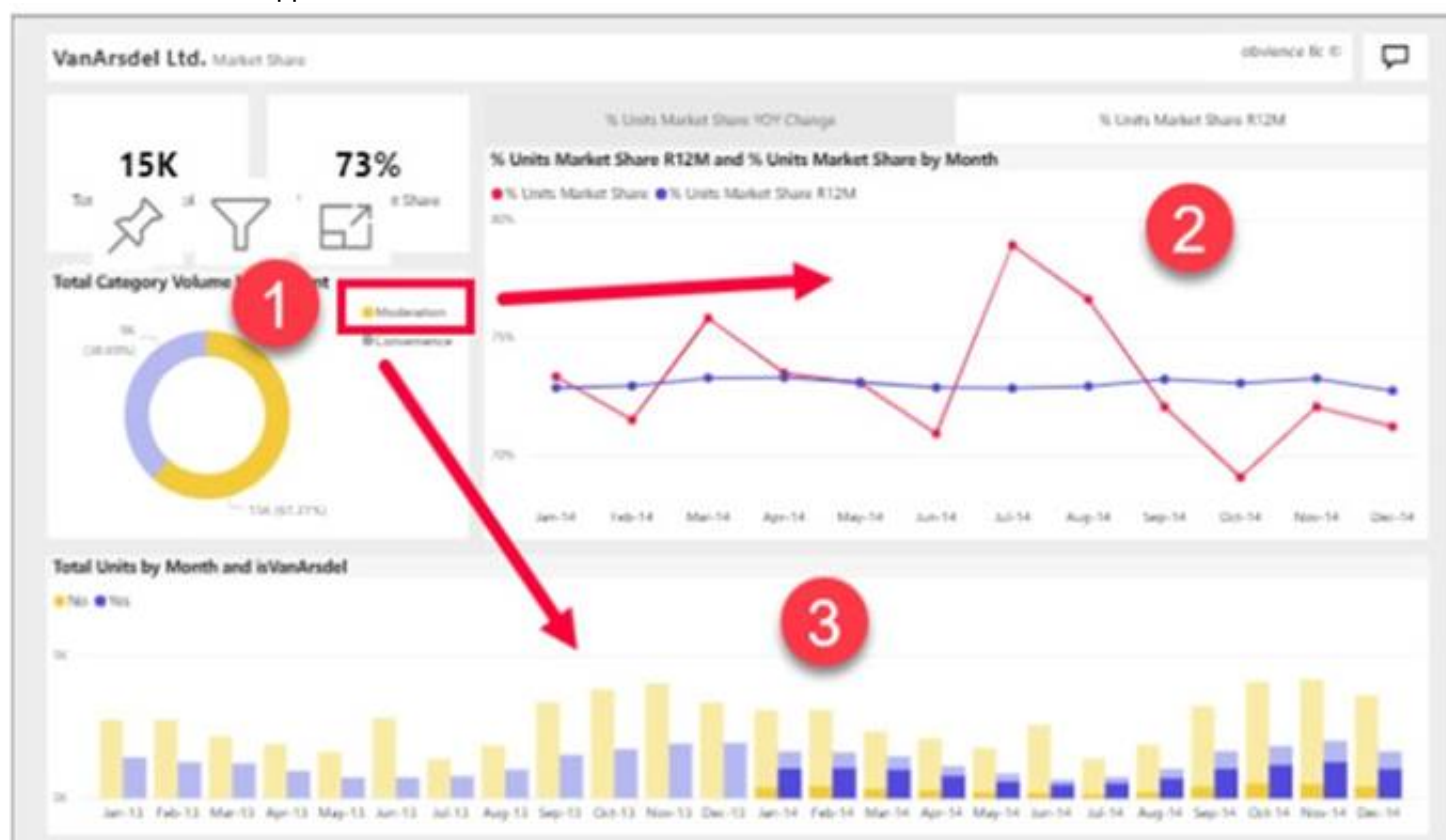 VanArsdel Ltd. Market Share
obvience llc ©
15K
73%
e Share
% Units Market Share YOY Change
% Units Market Share R12M
% Units Market Share R12M and % Units Market Share by Month
% Units Market Share
% Units Market Share R12M
80%
75%
70%
2
Jan-14 Feb-14 Mar-14 Apr-14 May-14 Jun-14 Jul-14 Aug-14 Sep-14 Oct-14 Nov-14 Dec-14
Total Category Volume
1
Moderation
Convenience
Total Units by Month and isVanArsdel
No Yes
3
0K
Jan-13 Feb-13 Mar-13 Apr-13 May-13 Jun-13 Jul-13 Aug-13 Sep-13 Oct-13 Nov-13 Dec-13 Jan-14 Feb-14 Mar-14 Apr-14 May-14 Jun-14 Jul-14 Aug-14 Sep-14 Oct-14 Nov-14 Dec-14